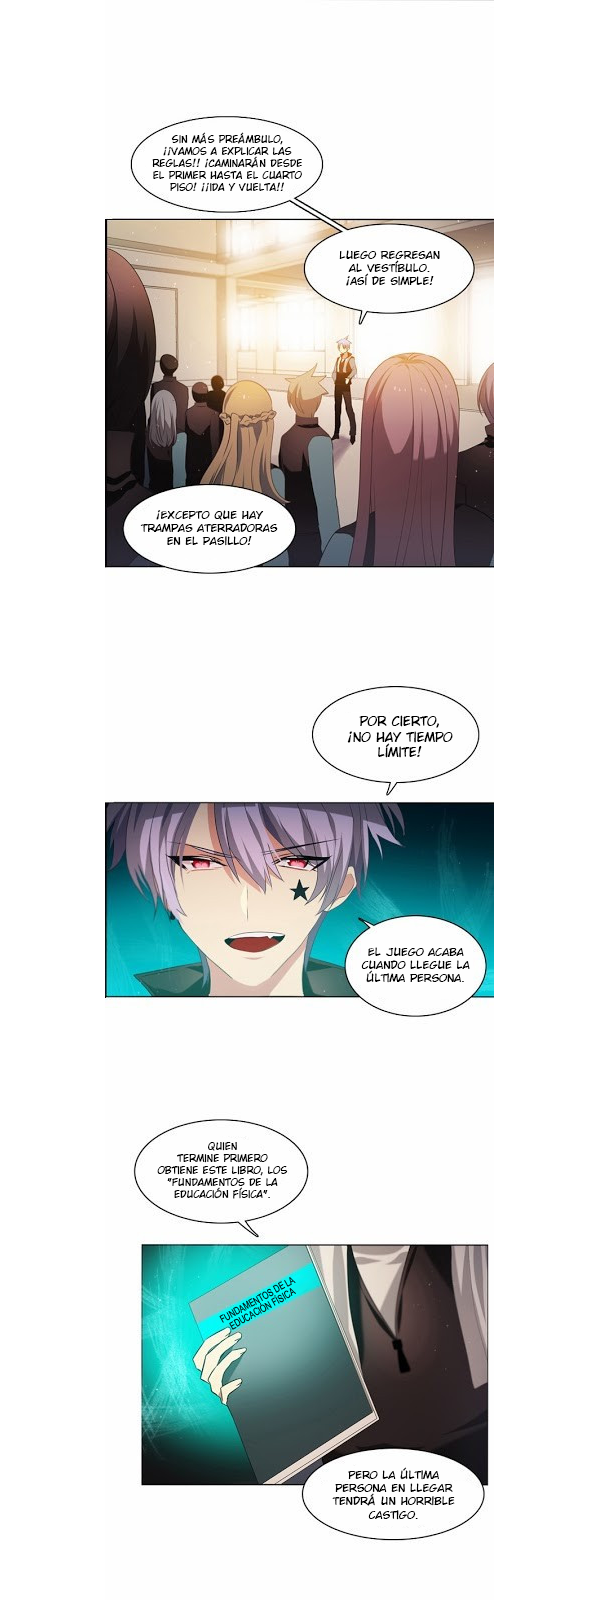 SIN MÁS PREÁMBULO,
¡¡VAMOS A EXPLICAR LAS
REGLAS!! ¡CAMINARÁN DESDE
EL PRIMER HASTA EL CUARTO
PISO! ¡¡IDA Y VUELTA!!
LUEGO REGRESAN
AL VESTÍBULO.
¡ASÍ DE SIMPLE!
¡EXCEPTO QUE HAY
TRAMPAS ATERRADORAS
EN EL PASILLO!
POR CIERTO,
¡NO HAY TIEMPO
LÍMITE!
EL JUEGO ACABA
CUANDO LLEGUE LA
ÚLTIMA PERSONA.
QUIEN
TERMINE PRIMERO
OBTIENE ESTE LIBRO, LOS
"FUNDAMENTOS DE LA
EDUCACIÓN FÍSICA".
FUNDAMENTOS DE LA
EDUCACIÓN FÍSICA
PERO LA ÚLTIMA
PERSONA EN LLEGAR
TENDRÁ UN HORRIBLE
CASTIGO.